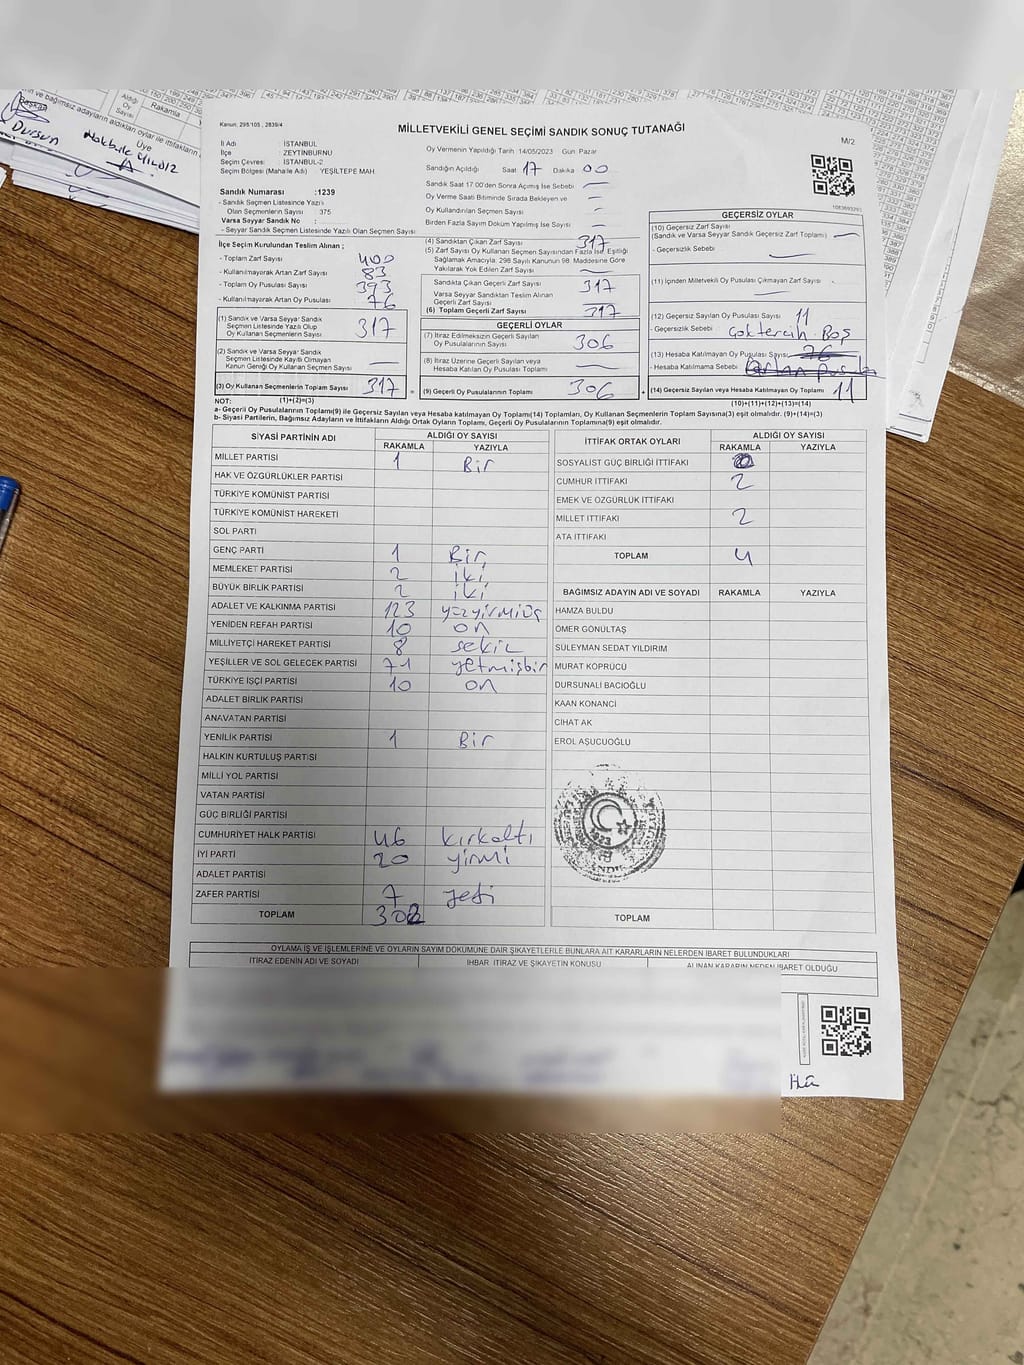 Kanun: 298/105 , 2839/4
MİLLETVEKİLİ GENEL SEÇİMİ SANDIK SONUÇ TUTANAĞI
M/2
İl Adı : İSTANBUL
İlçe : ZEYTİNBURNU
Seçim Çevresi: : İSTANBUL-2
Seçim Bölgesi (Mahalle Adı) YEŞİLTEPE MAH.
Oy Vermenin Yapıldığı Tarih :14/05/2023 Gün: Pazar
Sandığın Açıldığı Saat 17 Dakika 00
Sandık Saat 17:00'den Sonra Açılmış İse Sebebi
Oy Verme Saati Bitiminde Sırada Bekleyen ve
Oy Kullandırılan Seçmen Sayısı
Birden Fazla Sayım Döküm Yapılmış İse Sayısı
Sandık Numarası :1239
- Sandık Seçmen Listesinde Yazılı
Olan Seçmenlerin Sayısı 375
Varsa Seyyar Sandık No :
- Seyyar Sandık Seçmen Listesinde Yazılı Olan Seçmen Sayısı
İlçe Seçim Kurulundan Teslim Alınan ;
- Toplam Zarf Sayısı 400
- Kullanılmayarak Artan Zarf Sayısı 83
- Toplam Oy Pusulası Sayısı 393
- Kullanılmayarak Artan Oy Pusulası 76
(1) Sandık ve Varsa Seyyar Sandık
Seçmen Listesinde Yazılı Olup
Oy Kullanan Seçmenlerin Sayısı 317
(2) Sandık ve Varsa Seyyar Sandık
Seçmen Listesinde Kayıtlı Olmayan
Kanun Gereği Oy Kullanan Seçmen Sayısı
(3) Oy Kullanan Seçmenlerin Toplam Sayısı 317
(1)+(2)=(3)
(4) Sandıktan Çıkan Zarf Sayısı 317
(5) Zarf Sayısı Oy Kullanan Seçmen Sayısından Fazla İse, Eşitliği
Sağlamak Amacıyla, 298 Sayılı Kanunun 98. Maddesine Göre
Yakılarak Yok Edilen Zarf Sayısı
Sandıkta Çıkan Geçerli Zarf Sayısı 317
Varsa Seyyar Sandıktan Teslim Alınan
Geçerli Zarf Sayısı
(6) Toplam Geçerli Zarf Sayısı 317
GEÇERLİ OYLAR
(7) İtiraz Edilmeksizin Geçerli Sayılan
Oy Pusulalarının Sayısı 306
(8) İtiraz Üzerine Geçerli Sayılan veya
Hesaba Katılan Oy Pusulalarının Sayısı
= (9) Geçerli Oy Pusulalarının Toplamı 306
GEÇERSİZ OYLAR
(10) Geçersiz Zarf Sayısı
(Sandık ve Varsa Seyyar Sandık Geçersiz Zarf Toplamı)
- Geçersizlik Sebebi
(11) İçinden Milletvekili Oy Pusulası Çıkmayan Zarf Sayısı
(12) Geçersiz Sayılan Oy Pusulası Sayısı 11
- Geçersizlik Sebebi : Çoktercih Boş
(13) Hesaba Katılmayan Oy Pusulası Sayısı 76
- Hesaba Katılmama Sebebi
+ (14) Geçersiz Sayılan veya Hesaba Katılmayan Oy Toplamı 11
(10)+(11)+(12)+(13)=(14)
NOT:
a- Geçerli Oy Pusulalarının Toplamı(9) ile Geçersiz Sayılan veya Hesaba katılmayan Oy Toplamı(14) Toplamları, Oy Kullanan Seçmenlerin Toplam Sayısına(3) eşit olmalıdır. (9)+(14)=(3)
b- Siyasi Partilerin, Bağımsız Adayların ve İttifakların Aldığı Ortak Oyların Toplamı, Geçerli Oy Pusulalarının Toplamına(9) eşit olmalıdır.
SİYASİ PARTİNİN ADI ALDIĞI OY SAYISI
RAKAMLA YAZIYLA
MİLLET PARTİSİ 1 Bir
HAK VE ÖZGÜRLÜKLER PARTİSİ
TÜRKİYE KOMÜNİST PARTİSİ
TÜRKİYE KOMÜNİST HAREKETİ
SOL PARTİ
GENÇ PARTİ 1 Bir
MEMLEKET PARTİSİ 2 iki
BÜYÜK BİRLİK PARTİSİ 2 iki
ADALET VE KALKINMA PARTİSİ 123 yüzyirmiüç
YENİDEN REFAH PARTİSİ 10 on
MİLLİYETÇİ HAREKET PARTİSİ 8 sekiz
YEŞİLLER VE SOL GELECEK PARTİSİ 71 yetmişbir
TÜRKİYE İŞÇİ PARTİSİ 10 on
ADALET BİRLİK PARTİSİ
ANAVATAN PARTİSİ
YENİLİK PARTİSİ 1 Bir
HALKIN KURTULUŞ PARTİSİ
MİLLİ YOL PARTİSİ
VATAN PARTİSİ
GÜÇ BİRLİĞİ PARTİSİ
CUMHURİYET HALK PARTİSİ 46 kırkaltı
İYİ PARTİ 20 yirmi
ADALET PARTİSİ
ZAFER PARTİSİ 7 yedi
TOPLAM 302
İTTİFAK ORTAK OYLARI ALDIĞI OY SAYISI
RAKAMLA YAZIYLA
SOSYALİST GÜÇ BİRLİĞİ İTTİFAKI
CUMHUR İTTİFAKI 2
EMEK VE ÖZGÜRLÜK İTTİFAKI
MİLLET İTTİFAKI 2
ATA İTTİFAKI
TOPLAM 4
BAĞIMSIZ ADAYIN ADI VE SOYADI RAKAMLA YAZIYLA
HAMZA BULDU
ÖMER GÖNÜLTAŞ
SÜLEYMAN SEDAT YILDIRIM
MURAT KÖPRÜCÜ
DURSUNALİ BACIOĞLU
KAAN KONANCİ
CİHAT AK
EROL AŞUCUOĞLU
TOPLAM
OYLAMA İŞ VE İŞLEMLERİNE VE OYLARIN SAYIM DÖKÜMÜNE DAİR ŞİKAYETLERLE BUNLARA AİT KARARLARIN NELERDEN İBARET BULUNDUKLARI
İTİRAZ EDENİN ADI VE SOYADI İHBAR, İTİRAZ VE ŞİKAYETİN KONUSU ALINAN KARARIN NEDEN İBARET OLDUĞU